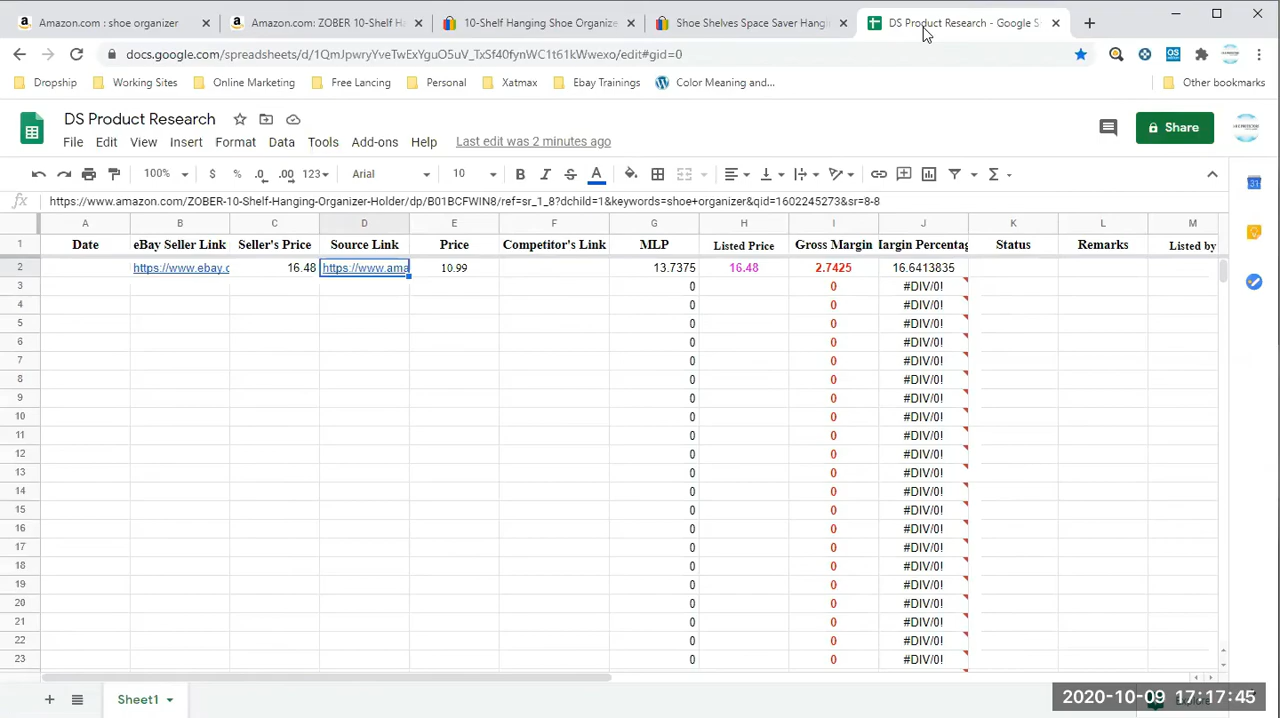 Amazon.com : shoe organizer
Amazon.com: ZOBER 10-Shelf H
10-Shelf Hanging Shoe Organize
Shoe Shelves Space Saver Hangi
DS Product Research - Google S
Dropship
Working Sites
Online Marketing
Free Lancing
Persona
Xatmoba
Ebay Trainings
Color Meaning and...
Other bookmarks
DS Product Research
File Edit View Insert Format Data Tools Add-ons Help Last edit was 2 minutes ago
Share
100% $ % .0 .00 123 Arial 10 B I S A
fx https://www.amazon.com/ZOBER-10-Shelf-Hanging-Organizer-Holder/dp/B01BCFWIN8/ref=sr_1_8?dchild=1&keywords=shoe+organizer&qid=1602245273&sr=8-8
A B C D E F G H I J K L M
1 Date eBay Seller Link Seller's Price Source Link Price Competitor's Link MLP Listed Price Gross Margin Margin Percentag Status Remarks Listed by
2 https://www.ebay.c 16.48 https://www.ama 10.99 13.7375 16.48 2.7425 16.6413835
3 0 0 #DIV/0!
4 0 0 #DIV/0!
5 0 0 #DIV/0!
6 0 0 #DIV/0!
7 0 0 #DIV/0!
8 0 0 #DIV/0!
9 0 0 #DIV/0!
10 0 0 #DIV/0!
11 0 0 #DIV/0!
12 0 0 #DIV/0!
13 0 0 #DIV/0!
14 0 0 #DIV/0!
15 0 0 #DIV/0!
16 0 0 #DIV/0!
17 0 0 #DIV/0!
18 0 0 #DIV/0!
19 0 0 #DIV/0!
20 0 0 #DIV/0!
21 0 0 #DIV/0!
22 0 0 #DIV/0!
23 0 0 #DIV/0!
Sheet1
2020-10-09 17:17:45